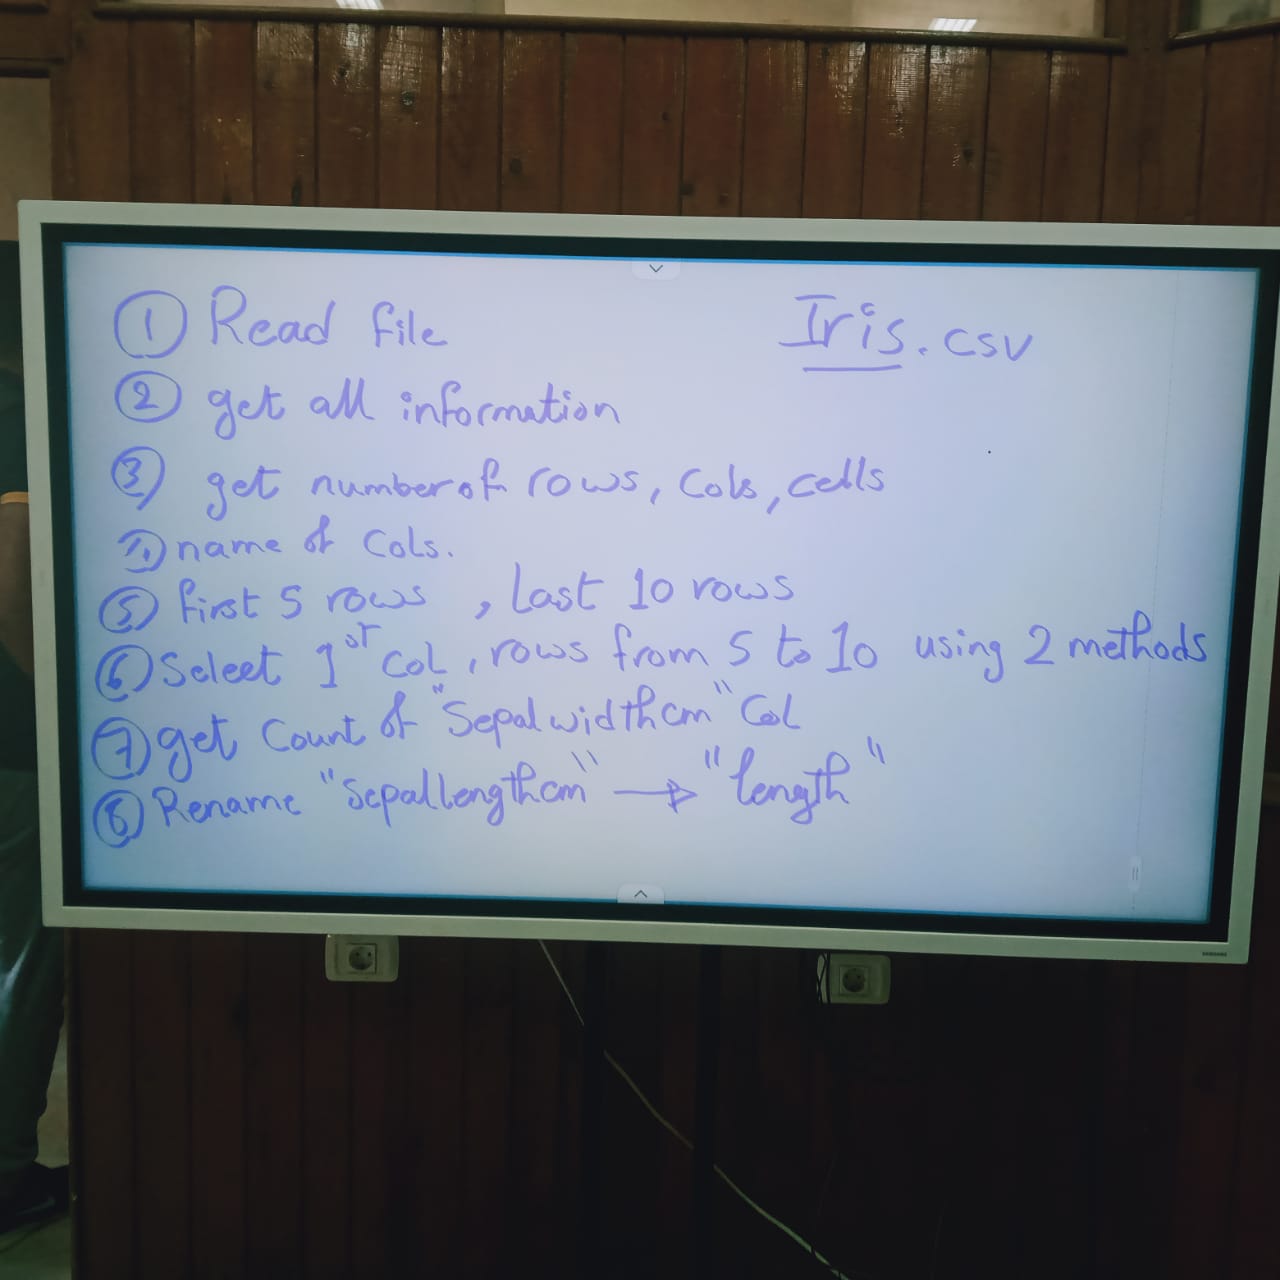 Iris.csv
① Read file
② get all information
③ get number of rows, Cols, cells
④ name of Cols.
⑤ first 5 rows, last 10 rows
⑥ Select 1st Col, rows from 5 to 10 using 2 methods
⑦ get Count of "Sepalwidthcm" Col
⑧ Rename "Sepallengthcm" → "length"
SAMSUNG